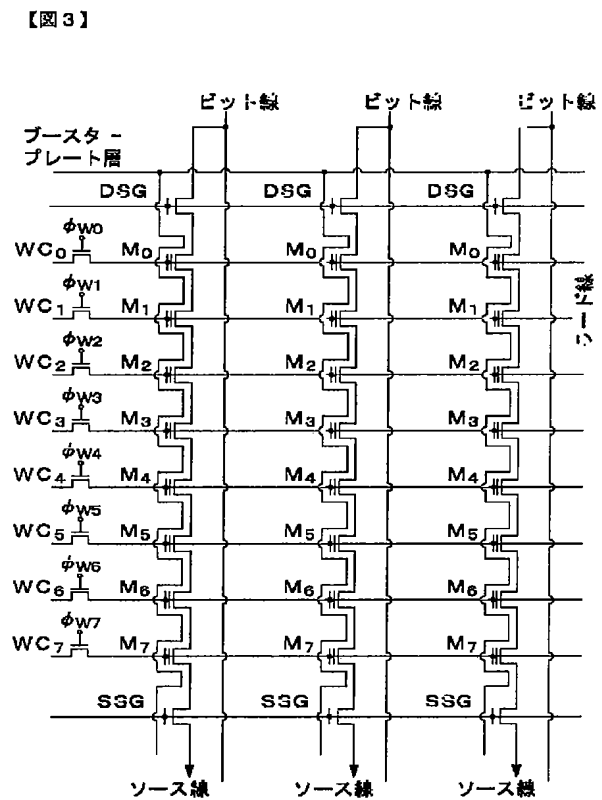 【図3】
ビット線 ビット線 ビット線
ブースタ-
プレート層
DSG DSG DSG
φW0
WC0 M0 M0 M0
φW1
WC1 M1 M1 M1
ワード線
φW2
WC2 M2 M2 M2
φW3
WC3 M3 M3 M3
φW4
WC4 M4 M4 M4
φW5
WC5 M5 M5 M5
φW6
WC6 M6 M6 M6
φW7
WC7 M7 M7 M7
SSG SSG SSG
ソース線 ソース線 ソース線